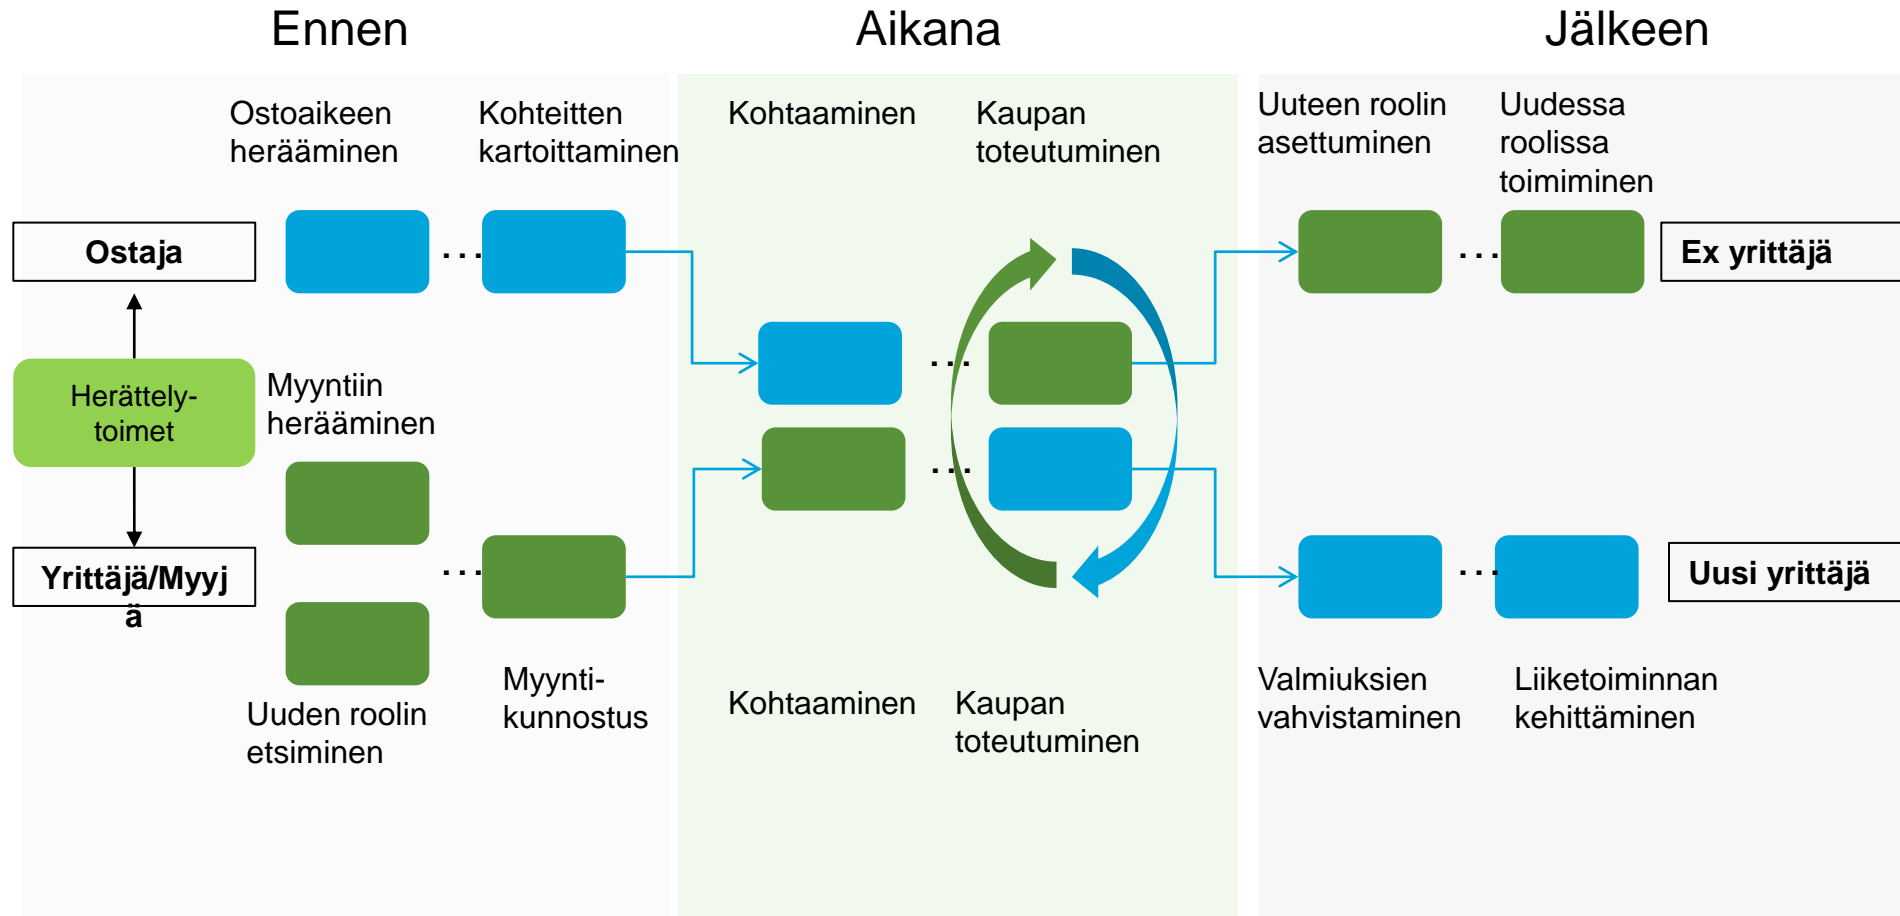 Ennen
Aikana
Jälkeen
Ostoaikeen
herääminen
Kohteitten
kartoittaminen
Kohtaaminen
Kaupan
toteutuminen
Uuteen roolin
asettuminen
Uudessa
roolissa
toimiminen
Ostaja
...
...
Ex yrittäjä
Herättely-
toimet
Myyntiin
herääminen
...
...
Yrittäjä/Myyj
ä
...
...
Uusi yrittäjä
Uuden roolin
etsiminen
Myynti-
kunnostus
Kohtaaminen
Kaupan
toteutuminen
Valmiuksien
vahvistaminen
Liiketoiminnan
kehittäminen